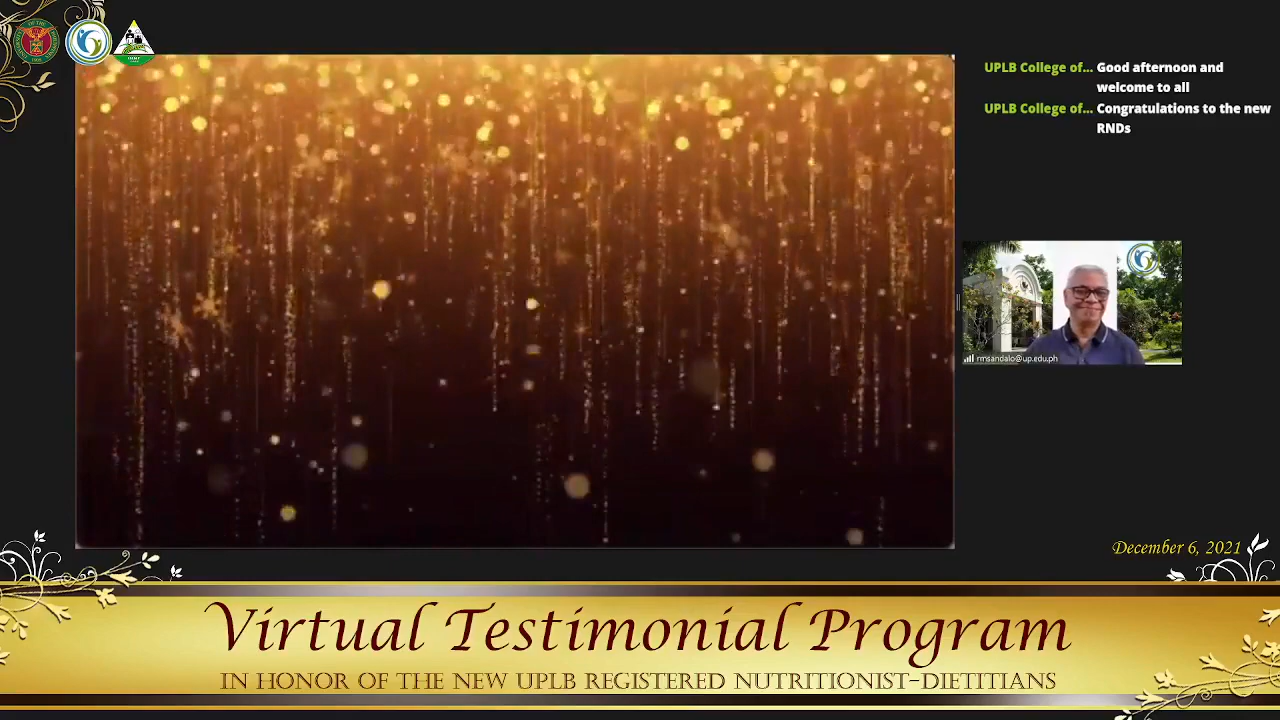 UPLB College of... Good afternoon and
welcome to all
UPLB College of... Congratulations to the new
RNDs
rmsandalo@up.edu.ph
December 6, 2021
Virtual Testimonial Program
IN HONOR OF THE NEW UPLB REGISTERED NUTRITIONIST-DIETITIANS